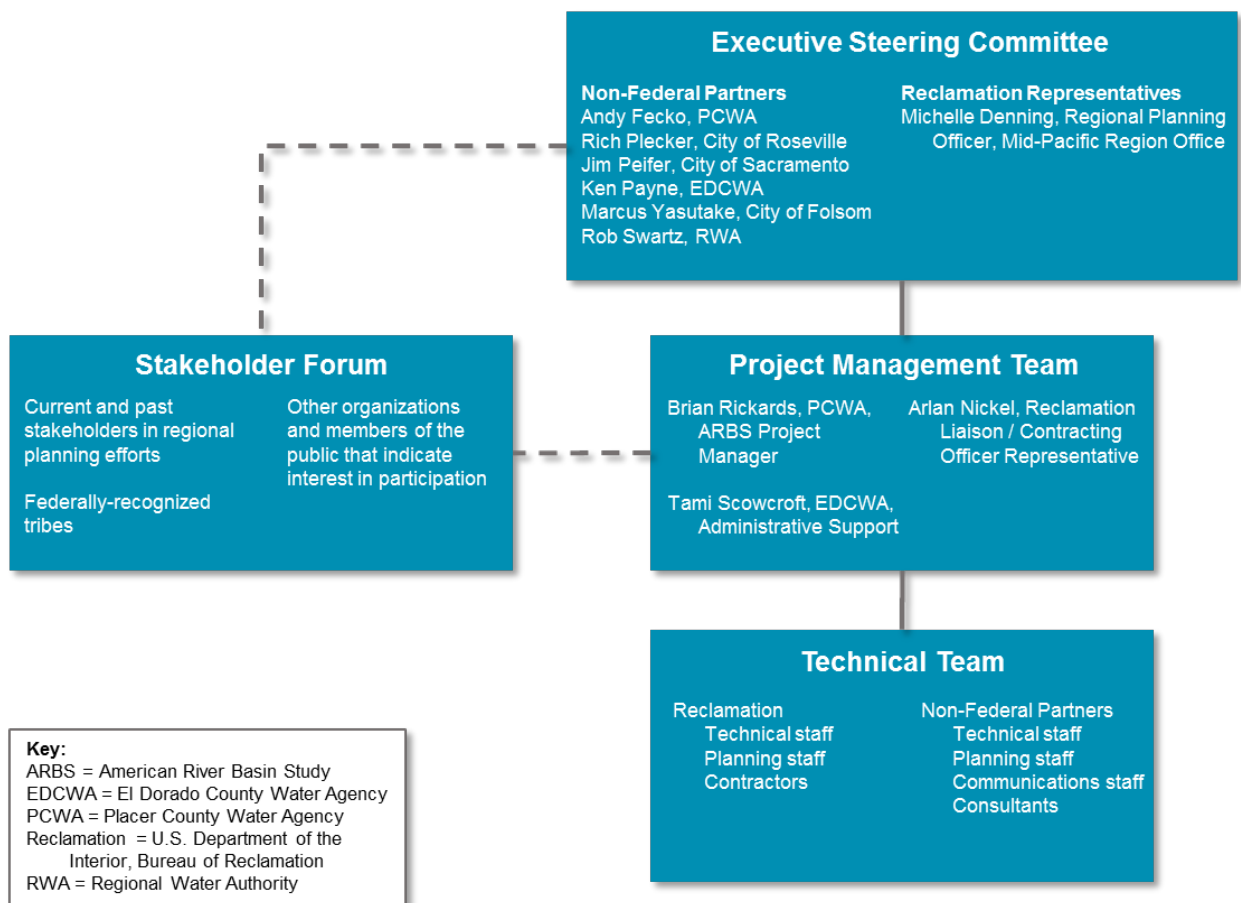 Executive Steering Committee
Non-Federal Partners
Andy Fecko, PCWA
Rich Plecker, City of Roseville
Jim Peifer, City of Sacramento
Ken Payne, EDCWA
Marcus Yasutake, City of Folsom
Rob Swartz, RWA
Reclamation Representatives
Michelle Denning, Regional Planning
Officer, Mid-Pacific Region Office
Stakeholder Forum
Current and past
stakeholders in regional
planning efforts
Federally-recognized
tribes
Other organizations
and members of the
public that indicate
interest in participation
Project Management Team
Brian Rickards, PCWA,
ARBS Project
Manager
Tami Scowcroft, EDCWA,
Administrative Support
Arlan Nickel, Reclamation
Liaison / Contracting
Officer Representative
Technical Team
Reclamation
Technical staff
Planning staff
Contractors
Non-Federal Partners
Technical staff
Planning staff
Communications staff
Consultants
Key:
ARBS = American River Basin Study
EDCWA = El Dorado County Water Agency
PCWA = Placer County Water Agency
Reclamation = U.S. Department of the
Interior, Bureau of Reclamation
RWA = Regional Water Authority